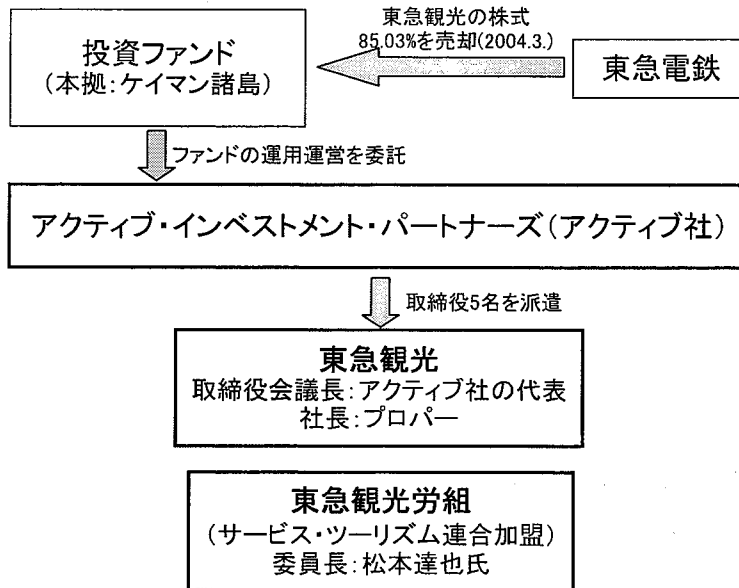 東急観光の株式
85.03%を売却(2004.3.)
投資ファンド
(本拠:ケイマン諸島)
東急電鉄
ファンドの運用運営を委託
アクティブ・インベストメント・パートナーズ(アクティブ社)
取締役5名を派遣
東急観光
取締役会議長:アクティブ社の代表
社長:プロパー
東急観光労組
(サービス・ツーリズム連合加盟)
委員長:松本達也氏